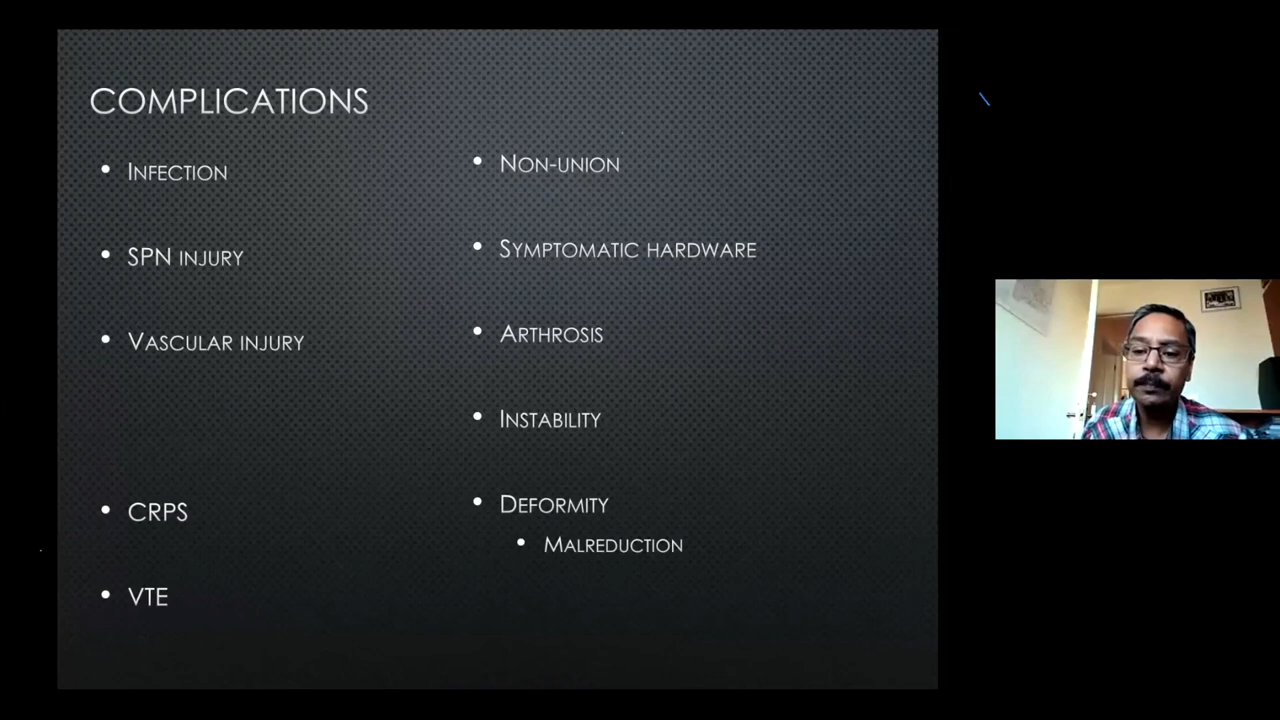 COMPLICATIONS
• INFECTION
• SPN INJURY
• VASCULAR INJURY
• CRPS
• VTE
• NON-UNION
• SYMPTOMATIC HARDWARE
• ARTHROSIS
• INSTABILITY
• DEFORMITY
• MALREDUCTION